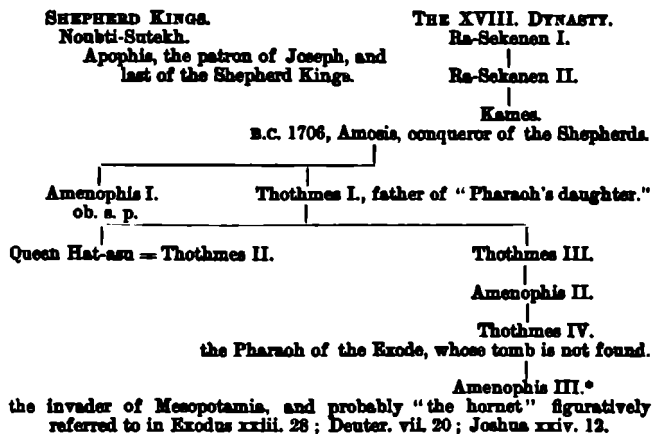 SHEPHERD KINGS.
Noubti-Sutekh.
Apophis, the patron of Joseph, and
last of the Shepherd Kings.
THE XVIII. DYNASTY.
Ra-Sekenen I.
Ra-Sekenen II.
Kames.
B.C. 1706, Amosis, conqueror of the Shepherds.
Amenophis I.
ob. s. p.
Thothmes I., father of "Pharaoh's daughter."
Queen Hat-asu = Thothmes II.
Thothmes III.
Amenophis II.
Thothmes IV.
the Pharaoh of the Exode, whose tomb is not found.
Amenophis III.*
the invader of Mesopotamia, and probably "the hornet" figuratively
referred to in Exodus xxiii. 28 ; Deuter. vii. 20 ; Joshua xxiv. 12.